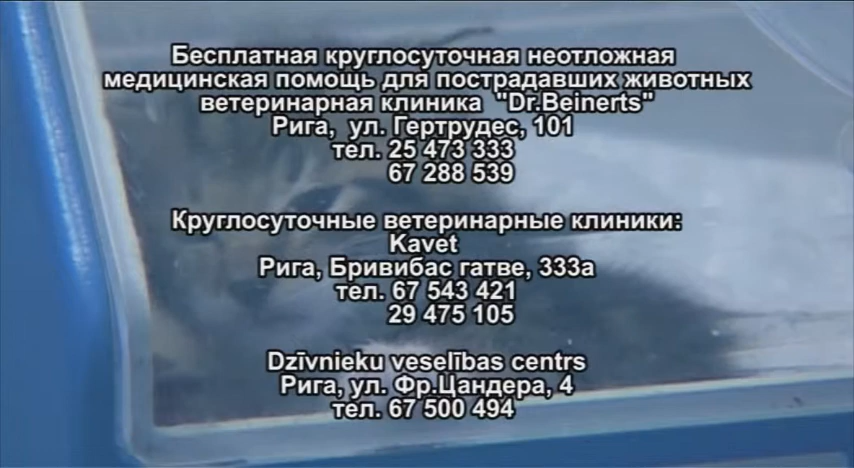 Бесплатная круглосуточная неотложная
медицинская помощь для пострадавших животных
ветеринарная клиника "Dr.Beinerts"
Рига, ул. Гертрудес, 101
тел. 25 473 333
67 288 539
Круглосуточные ветеринарные клиники:
Kavet
Рига, Бривибас гатве, 333а
тел. 67 543 421
29 475 105
Dzīvnieku veselības centrs
Рига, ул. Фр.Цандера, 4
тел. 67 500 494